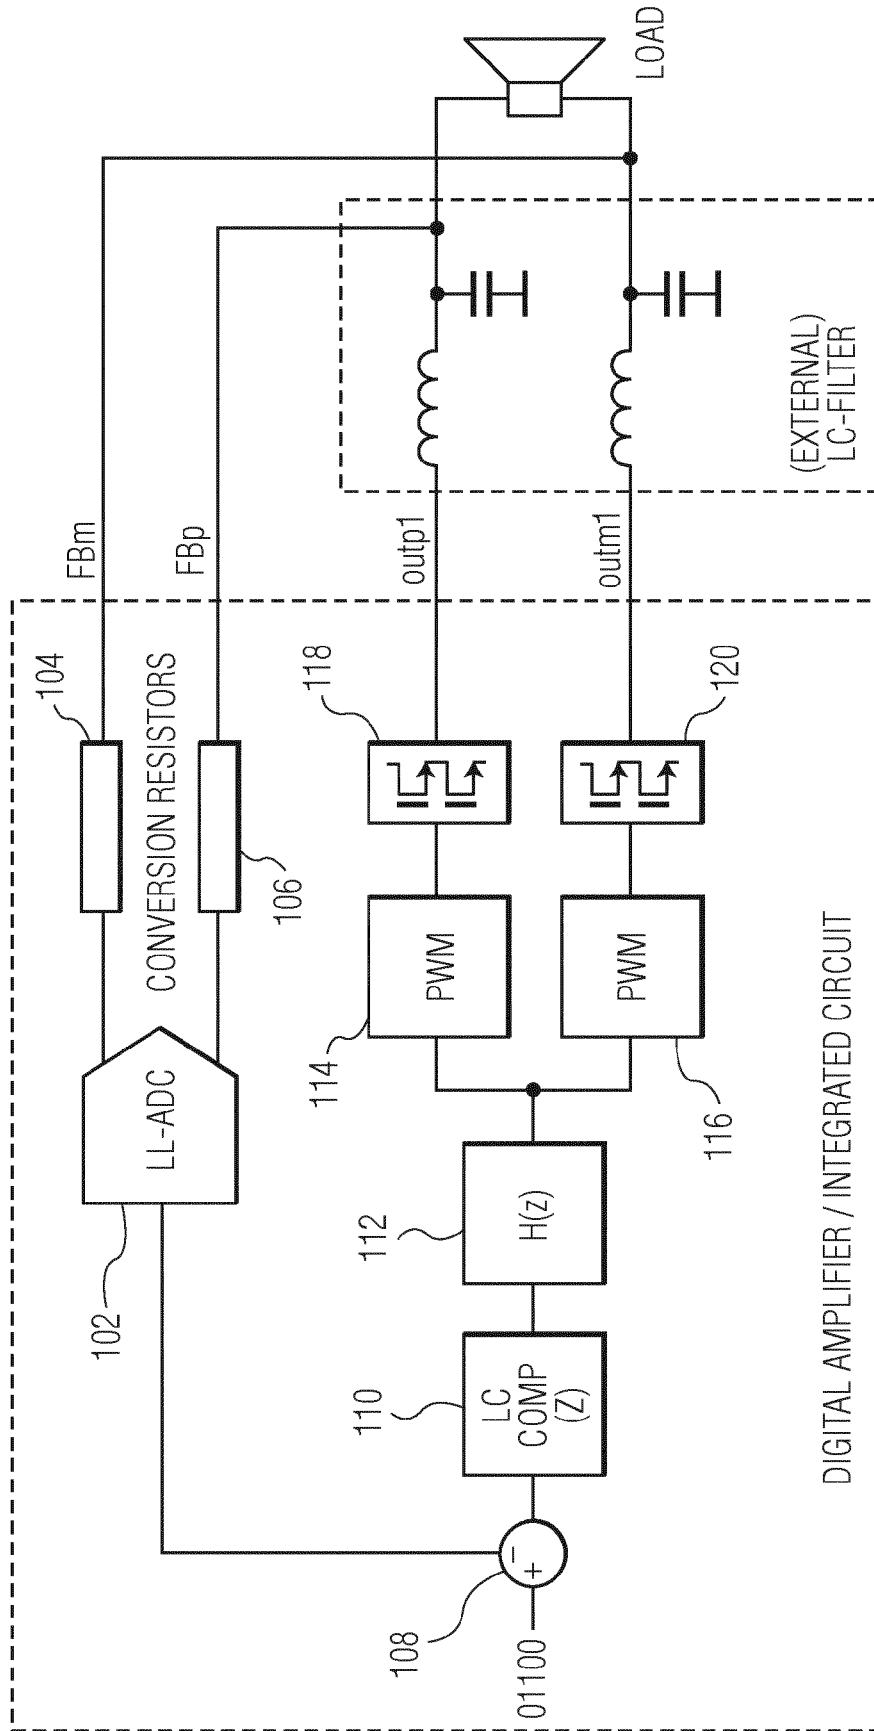 FBm
FBp
104
CONVERSION RESISTORS
106
LL-ADC
102
118
outp1
LOAD
PWM
114
120
outm1
PWM
116
(EXTERNAL)
LC-FILTER
112
H(z)
110
LC
COMP
(Z)
108
+
−
01100
DIGITAL AMPLIFIER / INTEGRATED CIRCUIT